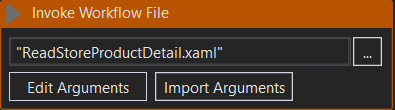 Invoke Workflow File
"ReadStoreProductDetail.xaml" ...
Edit Arguments Import Arguments